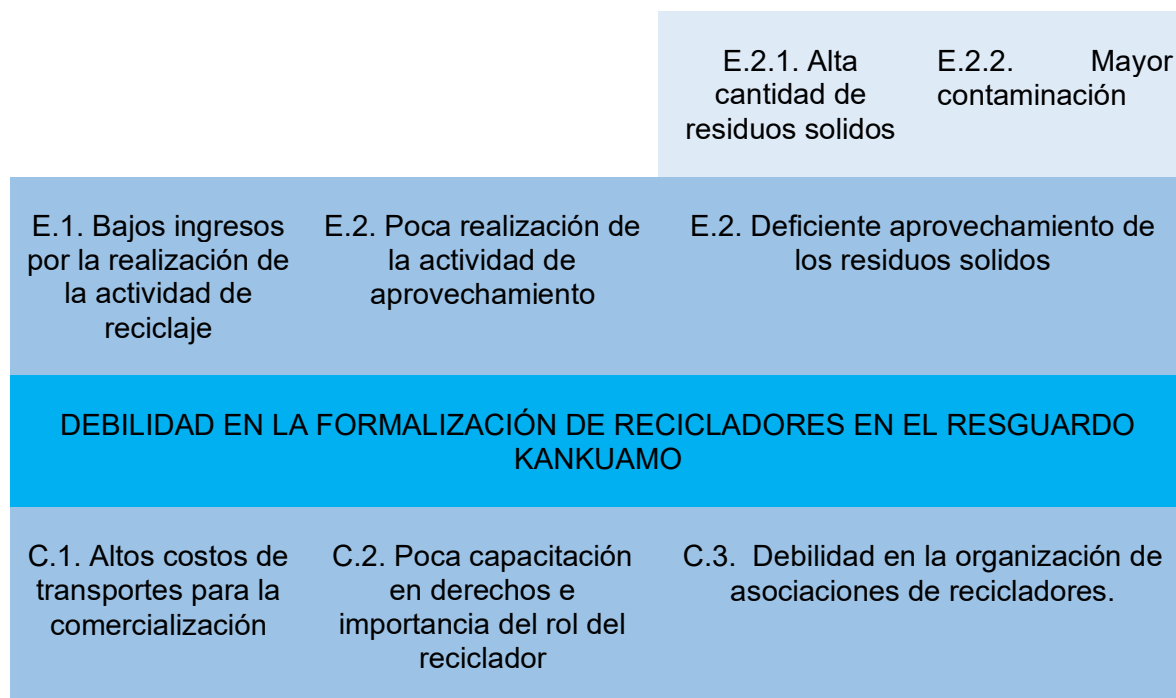 E.2.1. Alta
cantidad de
residuos solidos
E.2.2. Mayor
contaminación
E.1. Bajos ingresos
por la realización de
la actividad de
reciclaje
E.2. Poca realización de
la actividad de
aprovechamiento
E.2. Deficiente aprovechamiento de
los residuos solidos
DEBILIDAD EN LA FORMALIZACIÓN DE RECICLADORES EN EL RESGUARDO
KANKUAMO
C.1. Altos costos de
transportes para la
comercialización
C.2. Poca capacitación
en derechos e
importancia del rol del
reciclador
C.3. Debilidad en la organización de
asociaciones de recicladores.